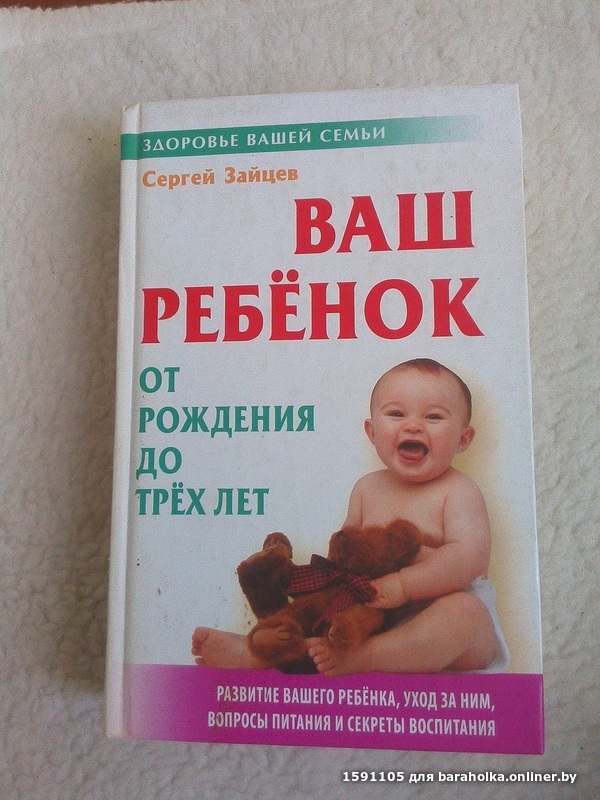 ЗДОРОВЬЕ ВАШЕЙ СЕМЬИ
Сергей Зайцев
ВАШ
РЕБЁНОК
ОТ
РОЖДЕНИЯ
ДО
ТРЁХ ЛЕТ
РАЗВИТИЕ ВАШЕГО РЕБЁНКА, УХОД ЗА НИМ,
ВОПРОСЫ ПИТАНИЯ И СЕКРЕТЫ ВОСПИТАНИЯ
1591105 для baraholka.onliner.by